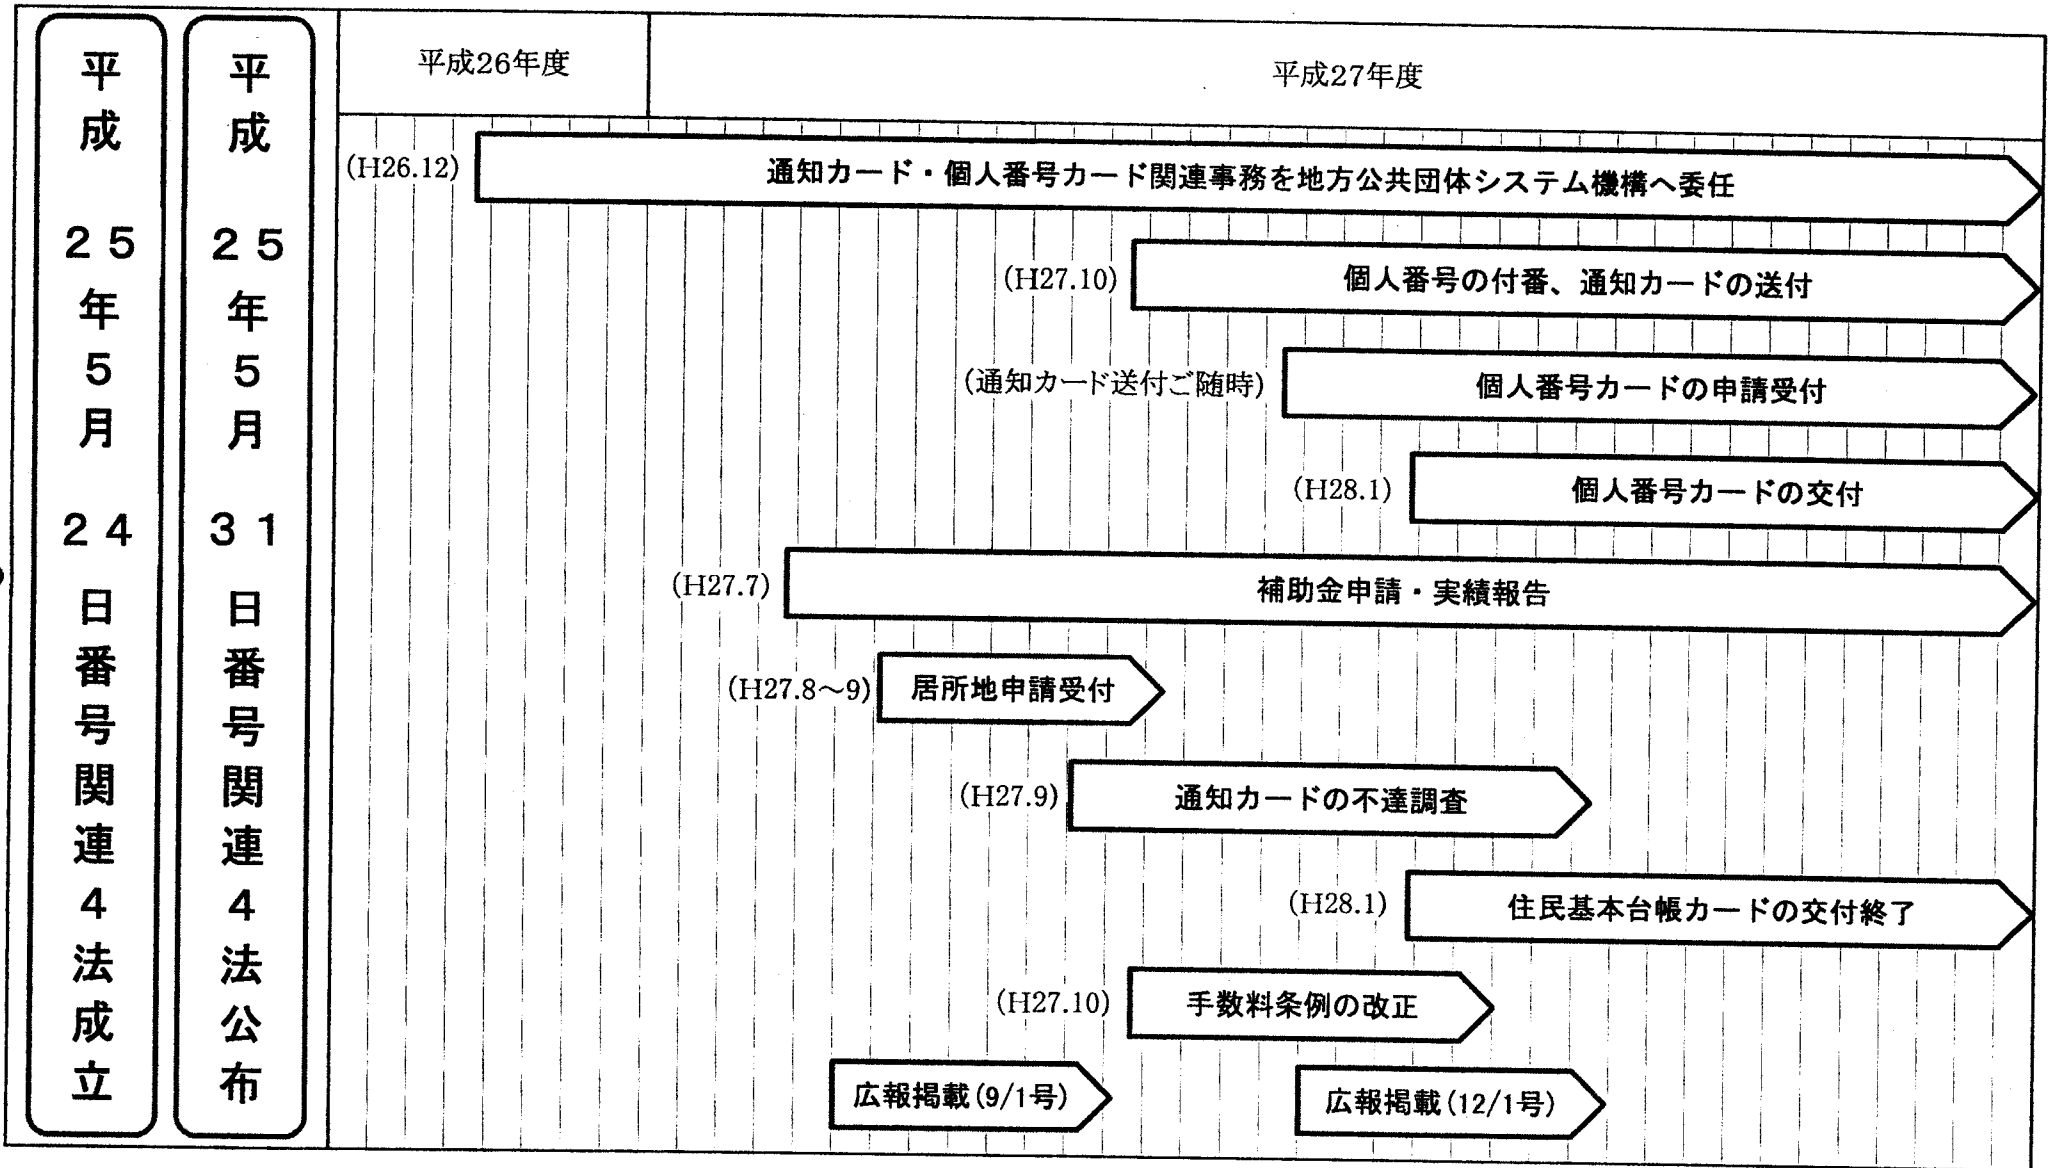 平成25年5月24日番号関連4法成立
平成25年5月31日番号関連4法公布
平成26年度
平成27年度
(H26.12)
通知カード・個人番号カード関連事務を地方公共団体システム機構へ委任
(H27.10)
個人番号の付番、通知カードの送付
(通知カード送付ご随時)
個人番号カードの申請受付
(H28.1)
個人番号カードの交付
(H27.7)
補助金申請・実績報告
(H27.8～9)
居所地申請受付
(H27.9)
通知カードの不達調査
(H28.1)
住民基本台帳カードの交付終了
(H27.10)
手数料条例の改正
広報掲載(9/1号)
広報掲載(12/1号)